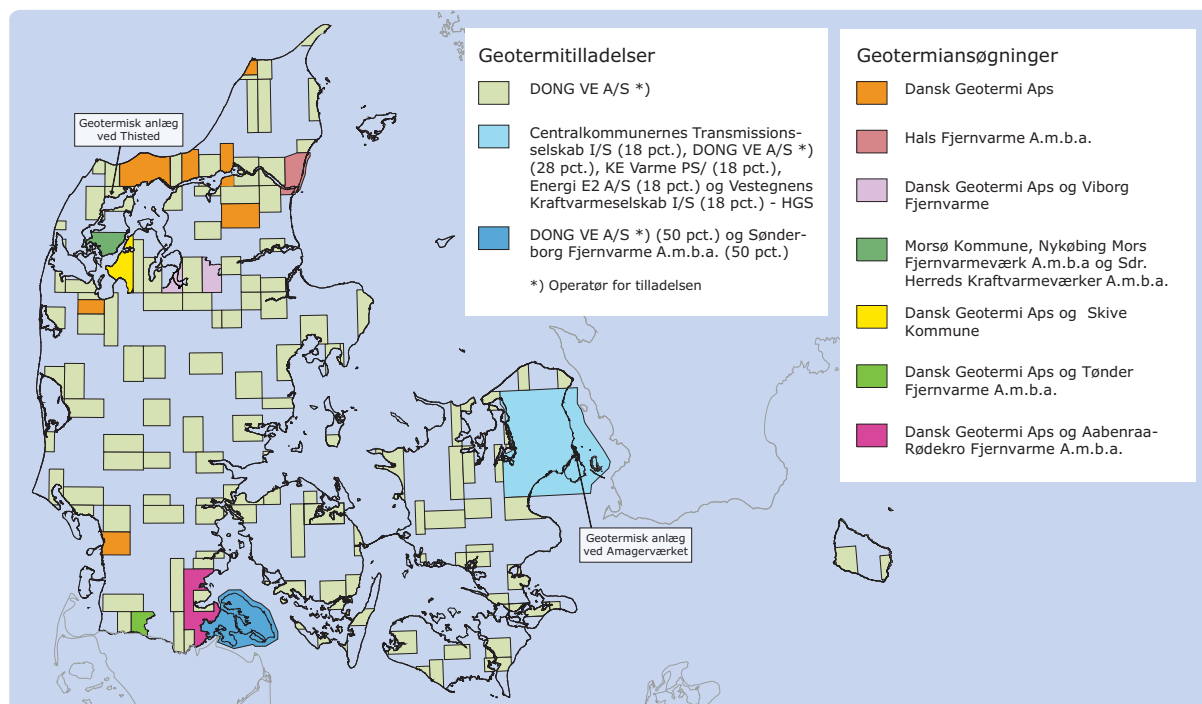 Geotermitilladelser
DONG VE A/S *)
Centralkommunernes Transmissions-
selskab I/S (18 pct.), DONG VE A/S *)
(28 pct.), KE Varme PS/ (18 pct.),
Energi E2 A/S (18 pct.) og Vestegnens
Kraftvarmeselskab I/S (18 pct.) - HGS
DONG VE A/S *) (50 pct.) og Sønder-
borg Fjernvarme A.m.b.a. (50 pct.)
*) Operatør for tilladelsen
Geotermiansøgninger
Dansk Geotermi Aps
Hals Fjernvarme A.m.b.a.
Dansk Geotermi Aps og Viborg
Fjernvarme
Morsø Kommune, Nykøbing Mors
Fjernvarmeværk A.m.b.a og Sdr.
Herreds Kraftvarmeværker A.m.b.a.
Dansk Geotermi Aps og Skive
Kommune
Dansk Geotermi Aps og Tønder
Fjernvarme A.m.b.a.
Dansk Geotermi Aps og Aabenraa-
Rødekro Fjernvarme A.m.b.a.
Geotermisk anlæg
ved Thisted
Geotermisk anlæg
ved Amagerværket